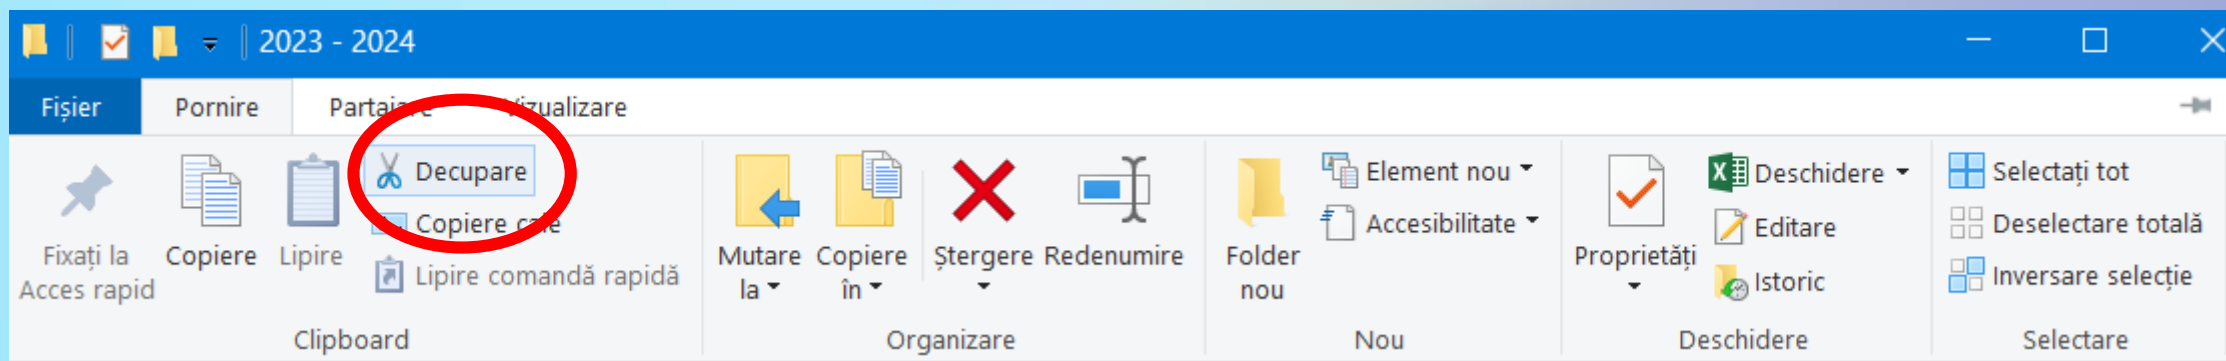 2023 - 2024
Fișier Pornire Partajare Vizualizare
Decupare
Copiere cale
Lipire comandă rapidă
Fixați la
Acces rapid
Copiere
Lipire
Clipboard
Mutare
la
Copiere
în
Ștergere
Redenumire
Organizare
Folder
nou
Element nou
Accesibilitate
Nou
Proprietăți
Deschidere
Editare
Istoric
Deschidere
Selectați tot
Deselectare totală
Inversare selecție
Selectare